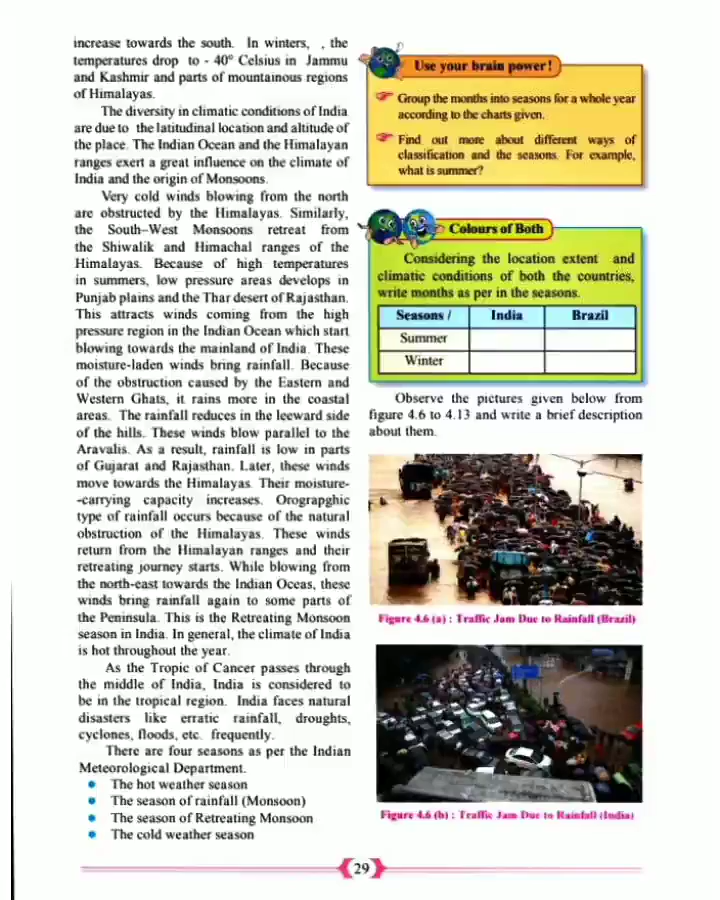 increase towards the south. In winters, , the
temperatures drop to - 40° Celsius in Jammu
and Kashmir and parts of mountainous regions
of Himalayas.
The diversity in climatic conditions of India
are due to the latitudinal location and altitude of
the place. The Indian Ocean and the Himalayan
ranges exert a great influence on the climate of
India and the origin of Monsoons.
Very cold winds blowing from the north
are obstructed by the Himalayas. Similarly,
the South–West Monsoons retreat from
the Shiwalik and Himachal ranges of the
Himalayas. Because of high temperatures
in summers, low pressure areas develops in
Punjab plains and the Thar desert of Rajasthan.
This attracts winds coming from the high
pressure region in the Indian Ocean which start
blowing towards the mainland of India. These
moisture-laden winds bring rainfall. Because
of the obstruction caused by the Eastern and
Western Ghats, it rains more in the coastal
areas. The rainfall reduces in the leeward side
of the hills. These winds blow parallel to the
Aravalis. As a result, rainfall is low in parts
of Gujarat and Rajasthan. Later, these winds
move towards the Himalayas. Their moisture-
-carrying capacity increases. Orograpghic
type of rainfall occurs because of the natural
obstruction of the Himalayas. These winds
return from the Himalayan ranges and their
retreating journey starts. While blowing from
the north-east towards the Indian Oceas, these
winds bring rainfall again to some parts of
the Peninsula. This is the Retreating Monsoon
season in India. In general, the climate of India
is hot throughout the year.
As the Tropic of Cancer passes through
the middle of India, India is considered to
be in the tropical region. India faces natural
disasters like erratic rainfall, droughts,
cyclones, floods, etc. frequently.
There are four seasons as per the Indian
Meteorological Department.
• The hot weather season
• The season of rainfall (Monsoon)
• The season of Retreating Monsoon
• The cold weather season
Use your brain power!
☞ Group the months into seasons for a whole year
according to the charts given.
☞ Find out more about different ways of
classification and the seasons. For example,
what is summer?
Colours of Both
Considering the location extent and
climatic conditions of both the countries,
write months as per in the seasons.
Seasons / India Brazil
Summer
Winter
Observe the pictures given below from
figure 4.6 to 4.13 and write a brief description
about them.
Figure 4.6 (a) : Traffic Jam Due to Rainfall (Brazil)
Figure 4.6 (b) : Traffic Jam Due to Rainfall (India)
29